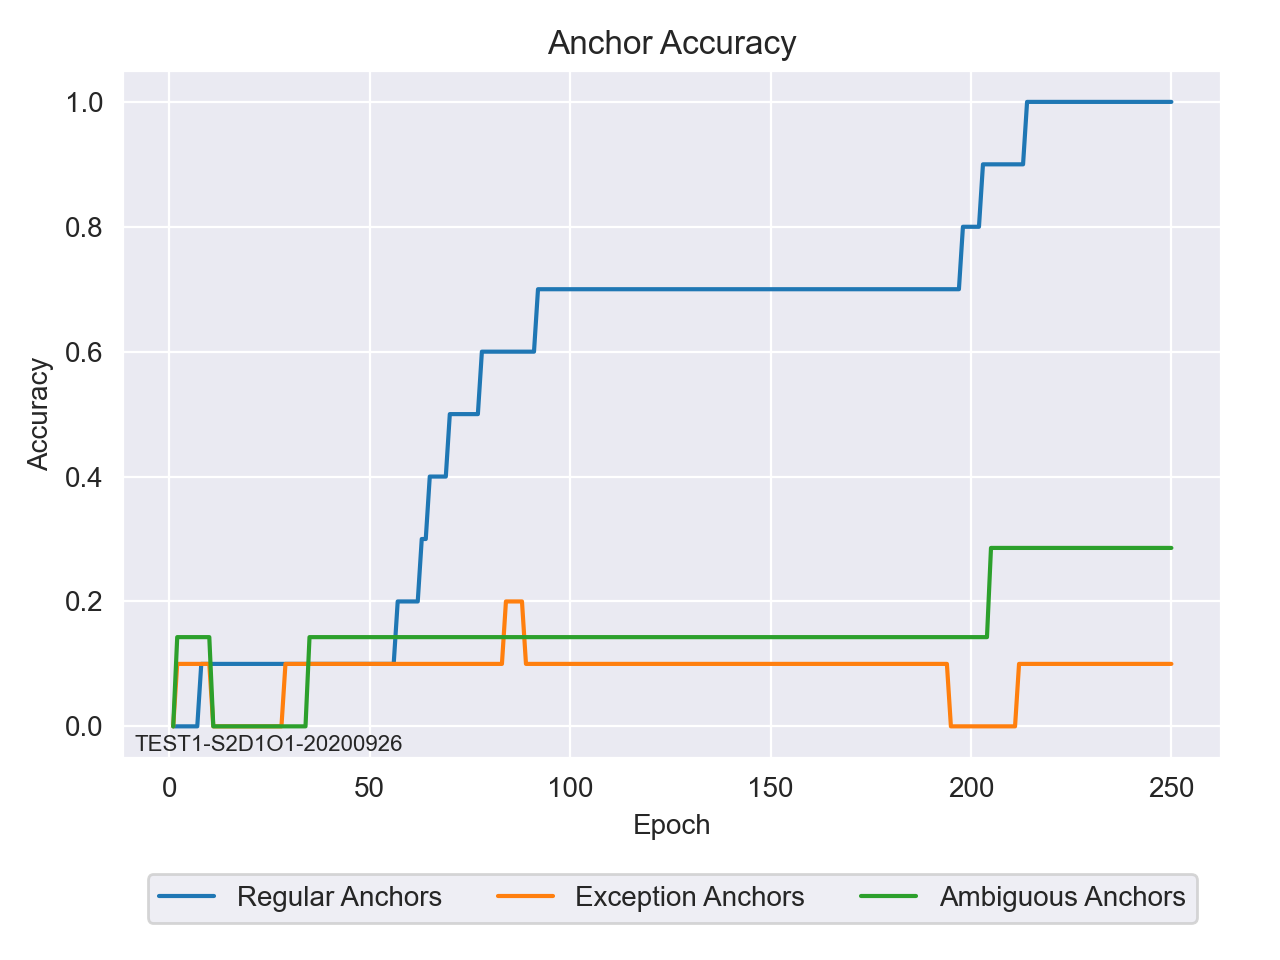 Anchor Accuracy
1.0
0.8
0.6
0.4
0.2
0.0
Accuracy
TEST1-S2D1O1-20200926
0 50 100 150 200 250
Epoch
Regular Anchors Exception Anchors Ambiguous Anchors